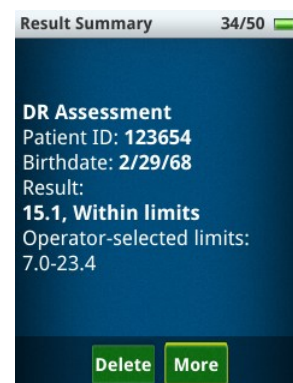 Result Summary 34/50
DR Assessment
Patient ID: 123654
Birthdate: 2/29/68
Result:
15.1, Within limits
Operator-selected limits:
7.0-23.4
Delete More